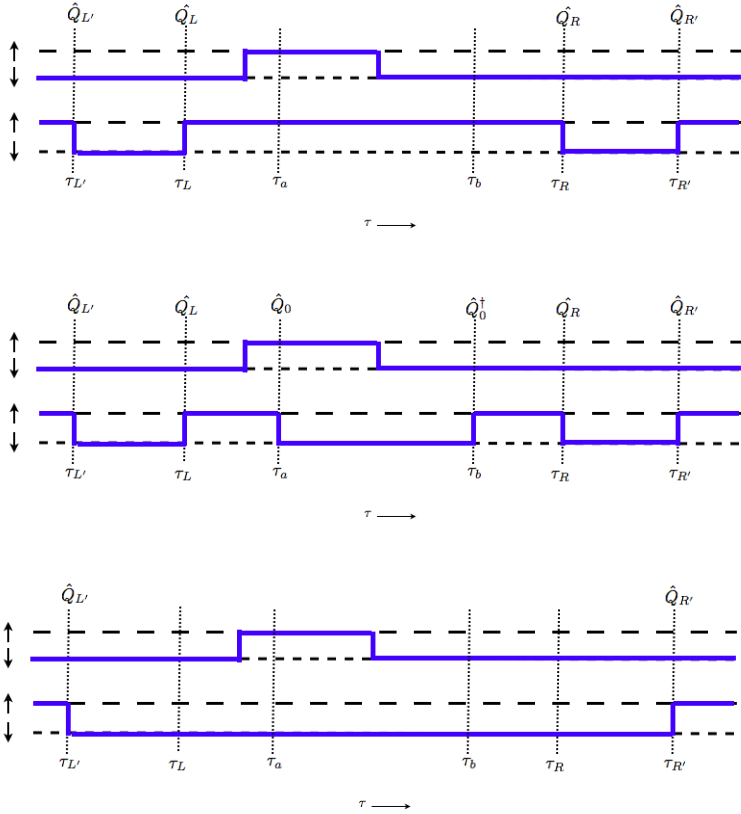 Q̂_{L'} Q̂_L Q̂_R Q̂_{R'}
τ_{L'} τ_L τ_a τ_b τ_R τ_{R'}
τ ⟶
Q̂_{L'} Q̂_L Q̂_0 Q̂_0^† Q̂_R Q̂_{R'}
τ_{L'} τ_L τ_a τ_b τ_R τ_{R'}
τ ⟶
Q̂_{L'} Q̂_{R'}
τ_{L'} τ_L τ_a τ_b τ_R τ_{R'}
τ ⟶